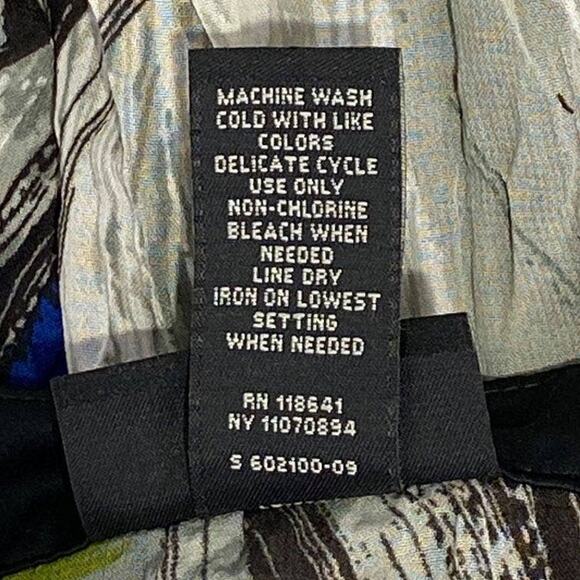 MACHINE WASH
COLD WITH LIKE
COLORS
DELICATE CYCLE
USE ONLY
NON-CHLORINE
BLEACH WHEN
NEEDED
LINE DRY
IRON ON LOWEST
SETTING
WHEN NEEDED
RN 118641
NY 11070894
S 602100-09